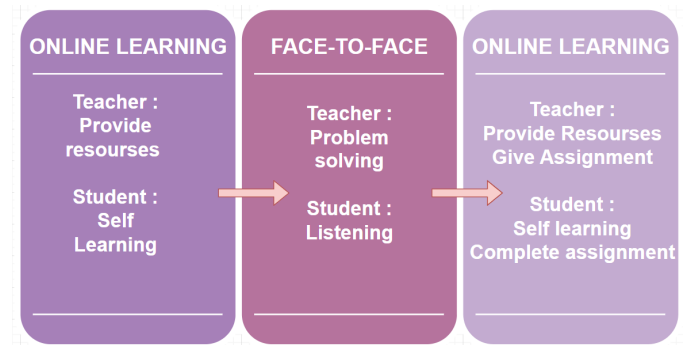 ONLINE LEARNING
Teacher :
Provide
resourses
Student :
Self
Learning
FACE-TO-FACE
Teacher :
Problem
solving
Student :
Listening
ONLINE LEARNING
Teacher :
Provide Resourses
Give Assignment
Student :
Self learning
Complete assignment